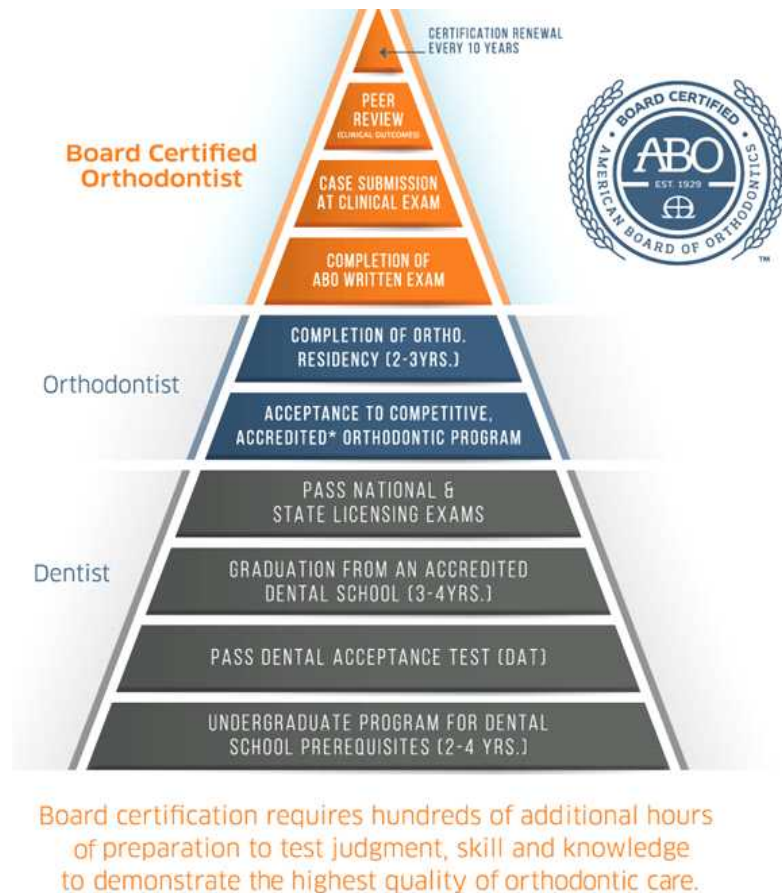 CERTIFICATION RENEWAL
EVERY 10 YEARS
PEER
REVIEW
(CLINICAL OUTCOMES)
Board Certified
Orthodontist
CASE SUBMISSION
AT CLINICAL EXAM
COMPLETION OF
ABO WRITTEN EXAM
BOARD CERTIFIED
ABO
EST. 1929
AMERICAN BOARD OF ORTHODONTICS
TM
Orthodontist
COMPLETION OF ORTHO.
RESIDENCY (2-3YRS.)
ACCEPTANCE TO COMPETITIVE,
ACCREDITED* ORTHODONTIC PROGRAM
Dentist
PASS NATIONAL &
STATE LICENSING EXAMS
GRADUATION FROM AN ACCREDITED
DENTAL SCHOOL (3-4YRS.)
PASS DENTAL ACCEPTANCE TEST (DAT)
UNDERGRADUATE PROGRAM FOR DENTAL
SCHOOL PREREQUISITES (2-4 YRS.)
Board certification requires hundreds of additional hours
of preparation to test judgment, skill and knowledge
to demonstrate the highest quality of orthodontic care.